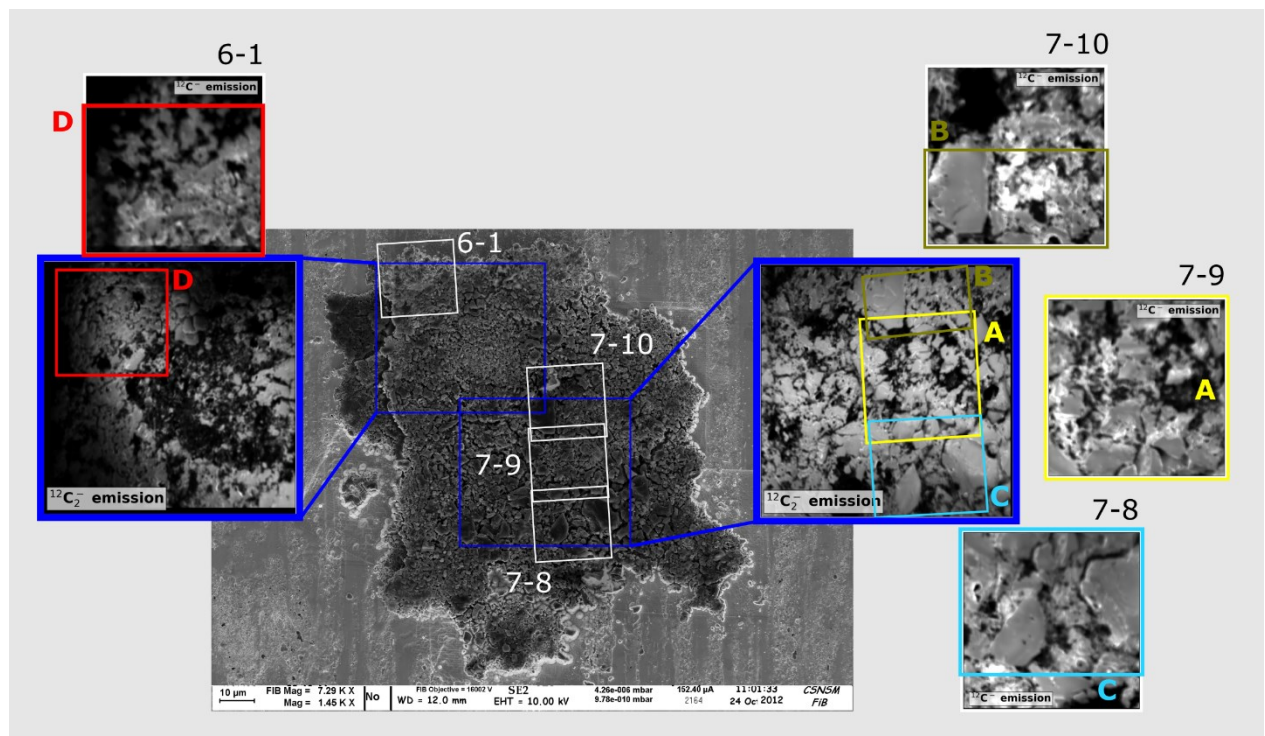 6-1
¹²C⁻ emission
D
D
¹²C₂⁻ emission
6-1
7-10
7-9
7-8
7-10
¹²C⁻ emission
B
B
A
C
¹²C₂⁻ emission
7-9
¹²C⁻ emission
A
7-8
C
¹²C⁻ emission
10 µm
FIB Mag = 7.29 K X
Mag = 1.45 K X
No
FIB Objective = 16002 V
WD = 12.0 mm
SE2
EHT = 10.00 kV
4.26e-006 mbar
9.78e-010 mbar
152.40 µA
2164
11:01:33
24 Oct 2012
CSNSM
FIB